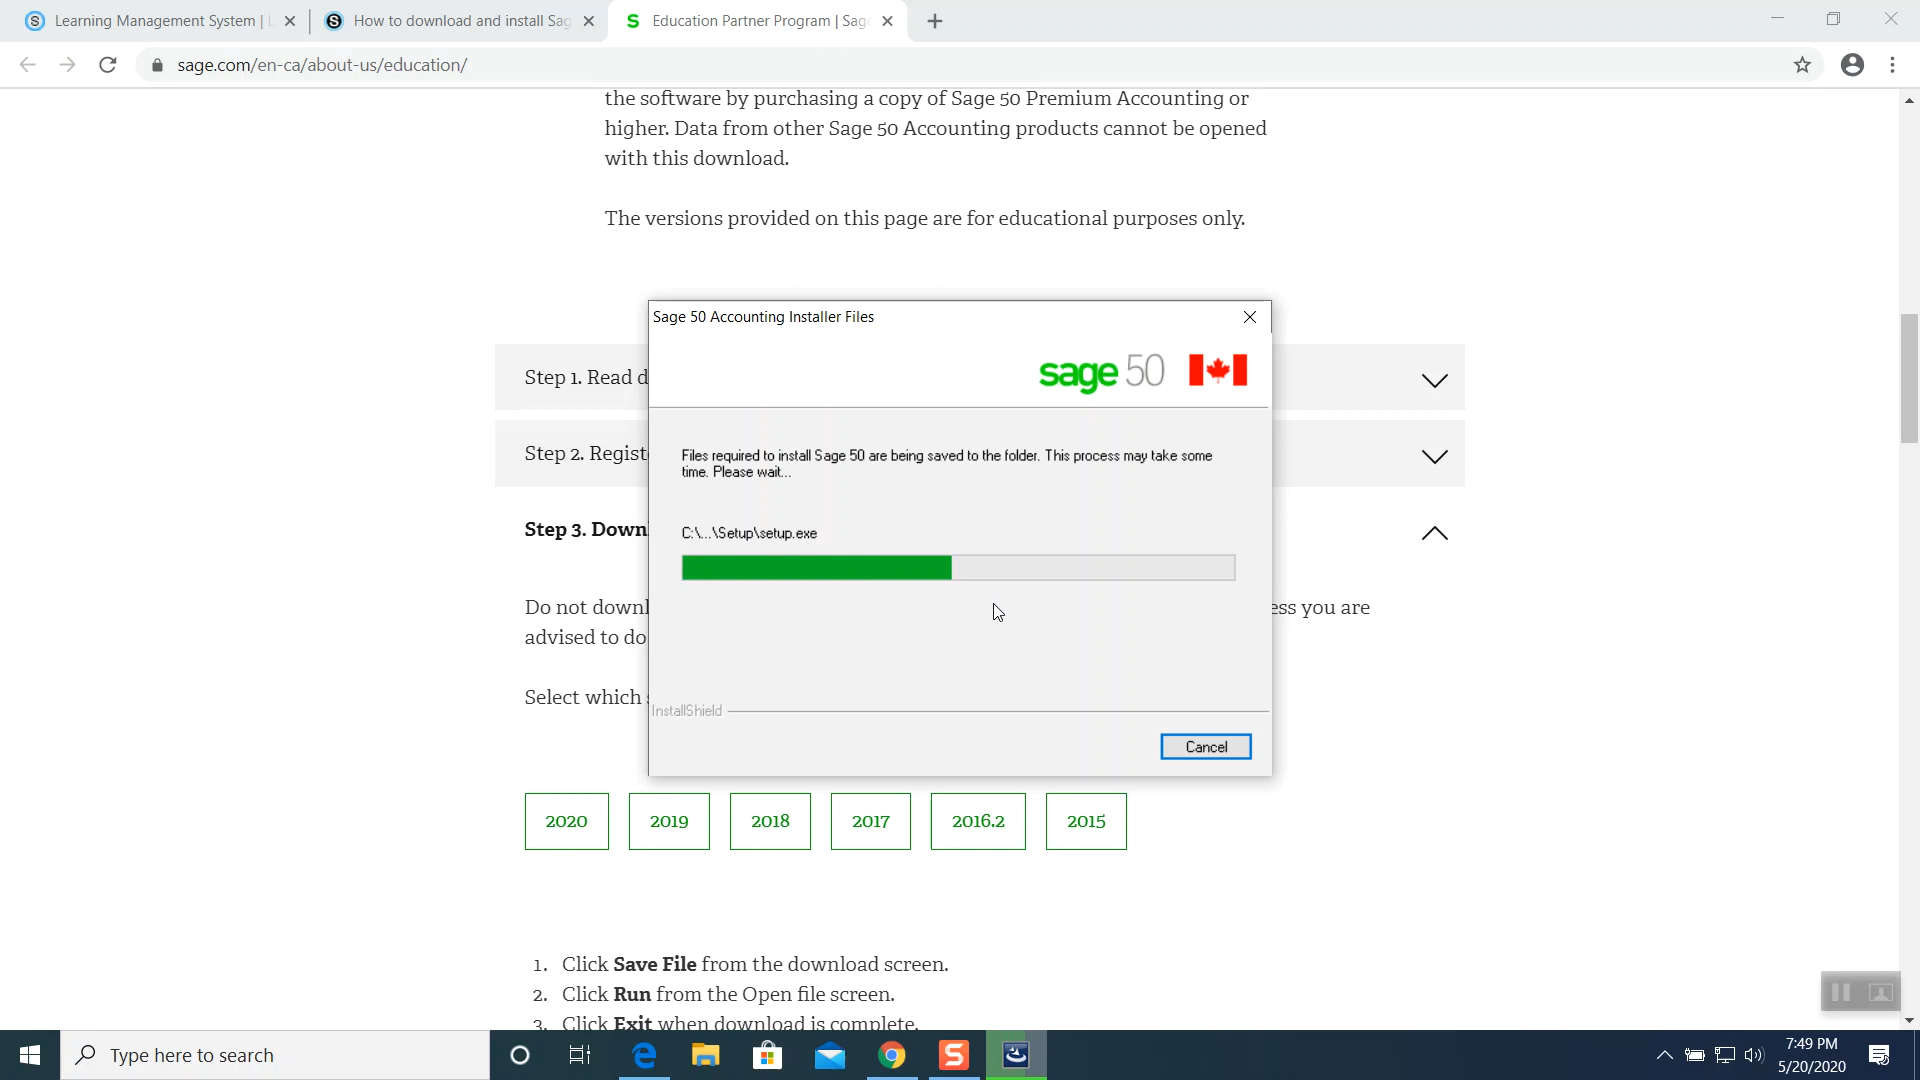 Learning Management System | L
How to download and install Sag
Education Partner Program | Sage
sage.com/en-ca/about-us/education/
the software by purchasing a copy of Sage 50 Premium Accounting or
higher. Data from other Sage 50 Accounting products cannot be opened
with this download.
The versions provided on this page are for educational purposes only.
Sage 50 Accounting Installer Files
sage 50
Step 1. Read d
Step 2.Regist
Files required to install Sage 50 are being saved to the folder. This process may take some
time. Please wait...
Step 3. Down
C:\...\Setup\setup.exe
Do not downl
ess you are
advised to do
Select which s
InstallShield
Cancel
2020
2019
2018
2017
2016.2
2015
1. Click Save File from the download screen.
2. Click Run from the Open file screen.
3. Click Exit when download is complete.
Type here to search
7:49 PM
5/20/2020